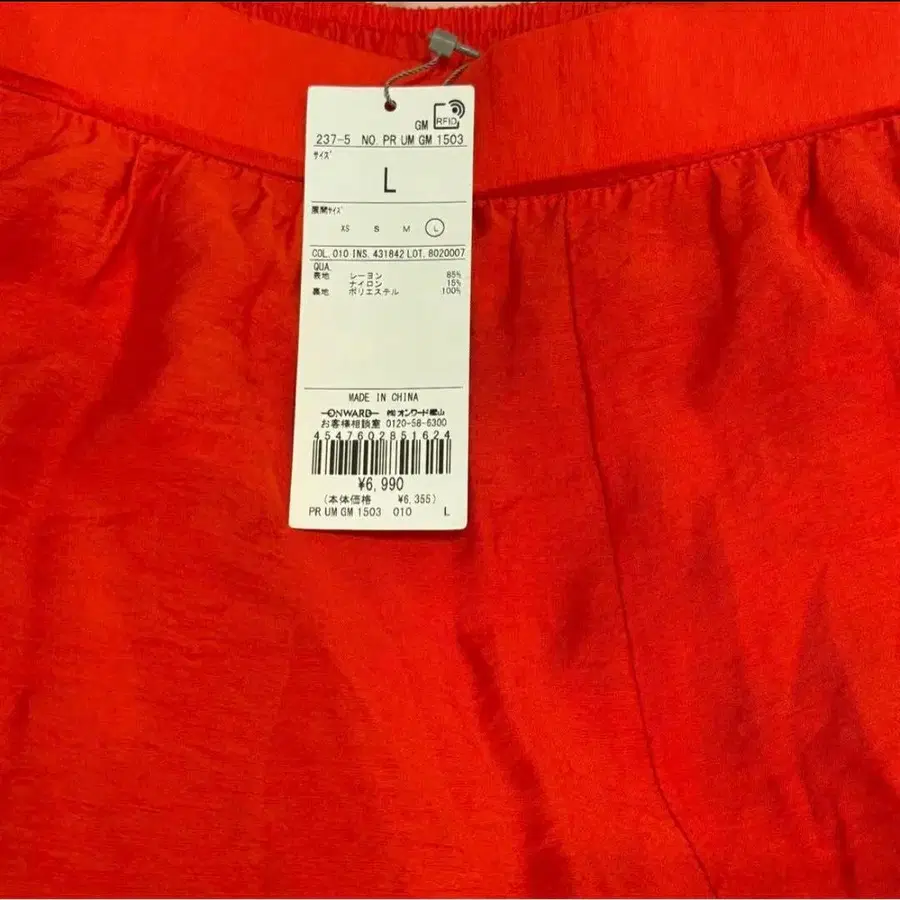 GM RFID
237-5 NO. PR UM GM 1503
サイズ
L
展開サイズ
XS S M L
COL. 010 INS. 431842 LOT. 8020007
QUA.
表地 レーヨン 85%
ナイロン 15%
裏地 ポリエステル 100%
MADE IN CHINA
ONWARD ㈱オンワード樫山
お客様相談室 0120-58-6300
4547602851624
¥6,990
(本体価格 ¥6,355)
PR UM GM 1503 010 L